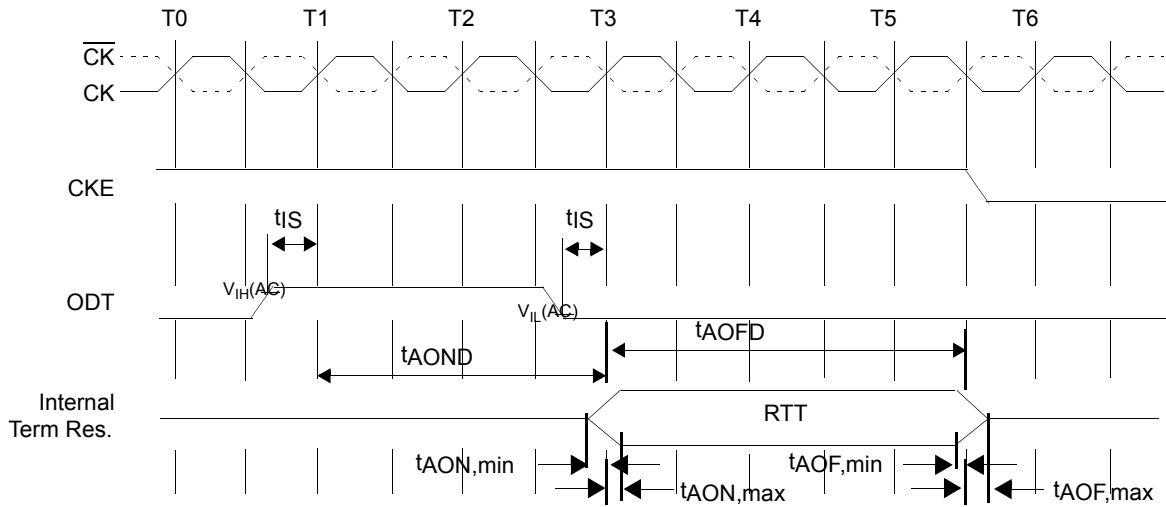 T0 T1 T2 T3 T4 T5 T6
CK
CK
CKE
tIS tIS
VIH(AC)
ODT
VIL(AC)
tAOND tAOFD
Internal
Term Res.
RTT
tAON,min tAOF,min
tAON,max tAOF,max